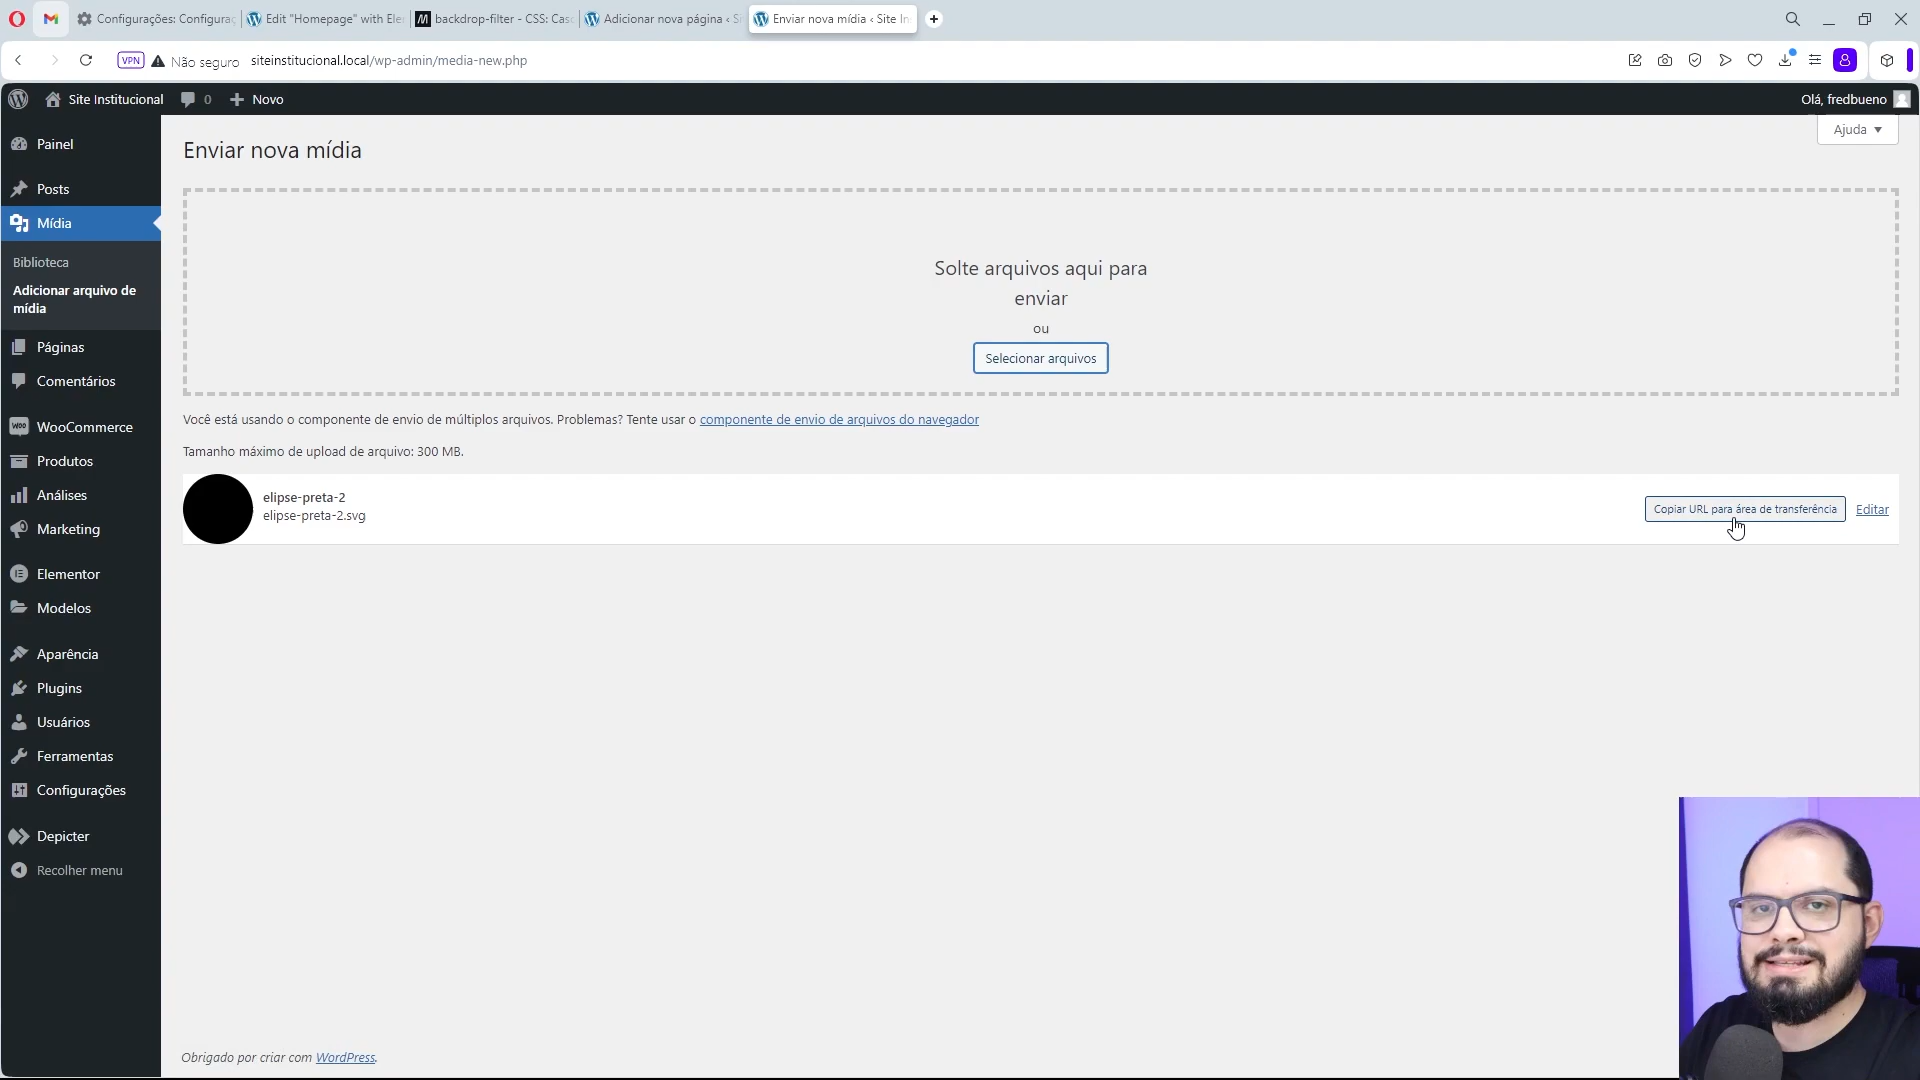 Configurações: Configuraç
Edit "Homepage" with Ele
backdrop-filter - CSS: Casc
Adicionar nova página ‹ Si
Enviar nova mídia ‹ Site In
VPN
Não seguro
siteinstitucional.local/wp-admin/media-new.php
Site Institucional
0
Novo
Olá, fredbueno
Ajuda
Painel
Posts
Mídia
Biblioteca
Adicionar arquivo de
mídia
Páginas
Comentários
WooCommerce
Produtos
Análises
Marketing
Elementor
Modelos
Aparência
Plugins
Usuários
Ferramentas
Configurações
Depicter
Recolher menu
Enviar nova mídia
Solte arquivos aqui para
enviar
ou
Selecionar arquivos
Você está usando o componente de envio de múltiplos arquivos. Problemas? Tente usar o componente de envio de arquivos do navegador
Tamanho máximo de upload de arquivo: 300 MB.
elipse-preta-2
elipse-preta-2.svg
Copiar URL para área de transferência
Editar
Obrigado por criar com WordPress.